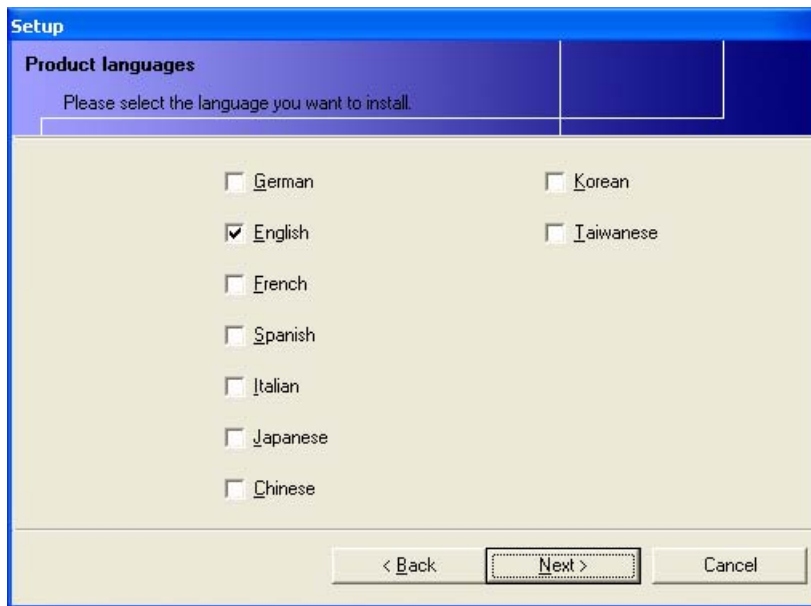 Setup
Product languages
Please select the language you want to install.
German
English
French
Spanish
Italian
Japanese
Chinese
Korean
Taiwanese
< Back
Next >
Cancel